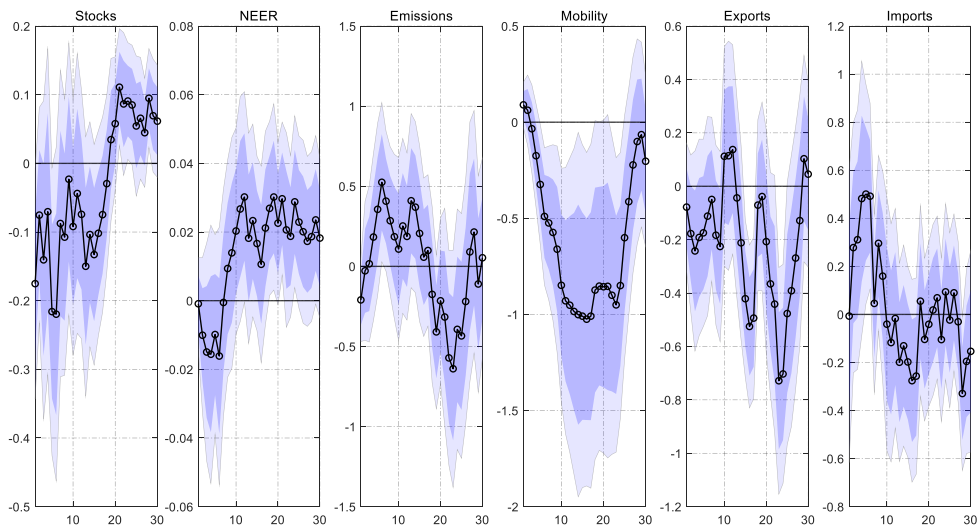 Stocks NEER Emissions Mobility Exports Imports
0.2 0.08 1.5 0.5 0.6 1.2
0.1 0.06 1 0 0.4 1
0 0.04 0.5 -0.5 0.2 0.8
-0.1 0.02 0 -1 0 0.6
-0.2 0 -0.5 -1.5 -0.2 0.4
-0.3 -0.02 -1 -2 -0.4 0.2
-0.4 -0.04 -1.5 -0.6 0
-0.5 -0.06 -0.8 -0.2
-1 -0.4
-1.2 -0.6
-0.8
10 20 30 10 20 30 10 20 30 10 20 30 10 20 30 10 20 30